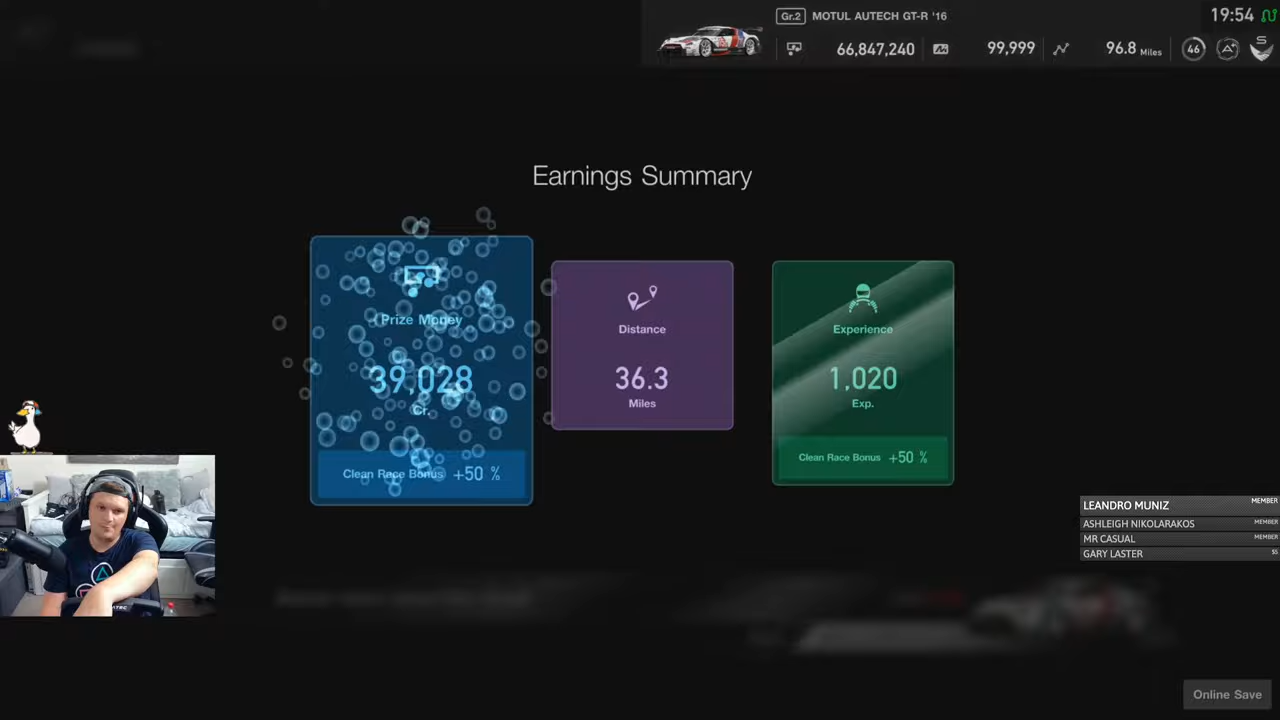 Gr.2 MOTUL AUTECH GT-R '16
19:54
66,847,240
99,999
96.8 Miles
46
A+
S
Earnings Summary
Prize Money
39,028
Cr.
Clean Race Bonus +50 %
Distance
36.3
Miles
Experience
1,020
Exp.
Clean Race Bonus +50 %
LEANDRO MUNIZ MEMBER
ASHLEIGH NIKOLARAKOS MEMBER
MR CASUAL MEMBER
GARY LASTER $5
Online Save